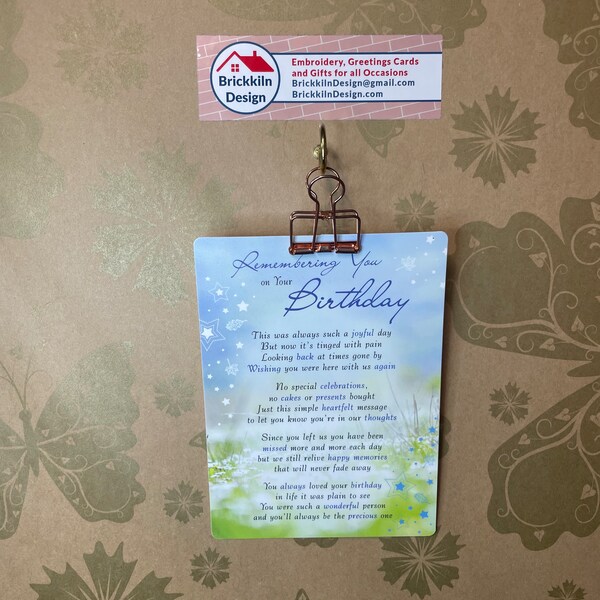 Brickkiln
Design
Embroidery, Greetings Cards
and Gifts for all Occasions
BrickkilnDesign@gmail.com
BrickkilnDesign.com
Remembering You
on Your
Birthday
This was always such a joyful day
But now it's tinged with pain
Looking back at times gone by
Wishing you were here with us again
No special celebrations,
no cakes or presents bought
Just this simple heartfelt message
to let you know you're in our thoughts
Since you left us you have been
missed more and more each day
but we still relive happy memories
that will never fade away
You always loved your birthday
in life it was plain to see
You were such a wonderful person
and you'll always be the precious one